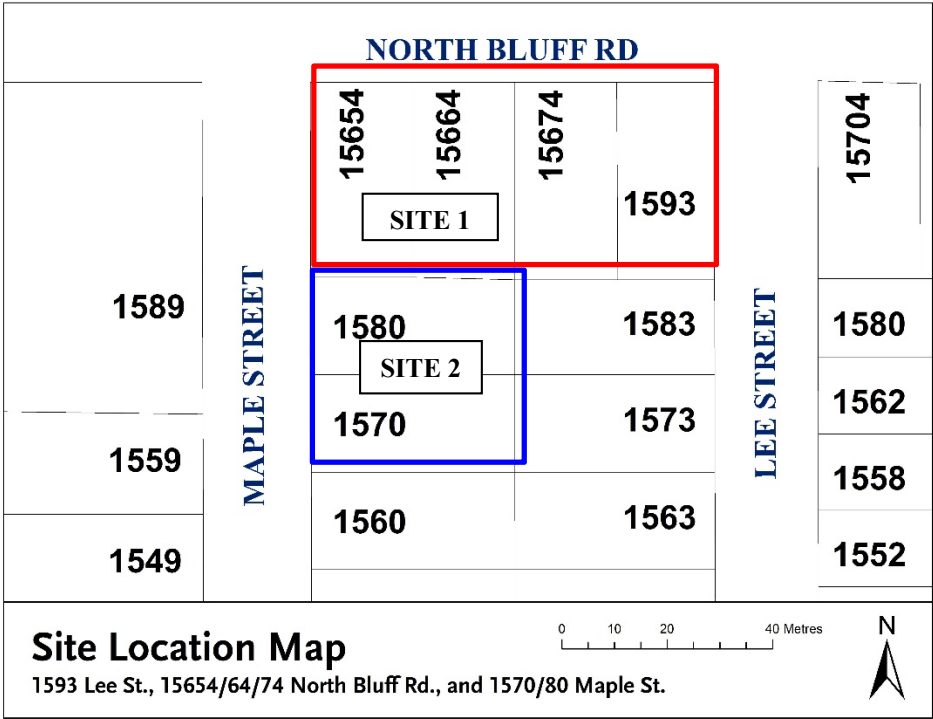 NORTH BLUFF RD
15654
15664
15674
15704
1593
SITE 1
MAPLE STREET
LEE STREET
1589
1580
1583
1580
SITE 2
1562
1570
1573
1559
1558
1560
1563
1549
1552
Site Location Map
1593 Lee St., 15654/64/74 North Bluff Rd., and 1570/80 Maple St.
0 10 20 40 Metres
N